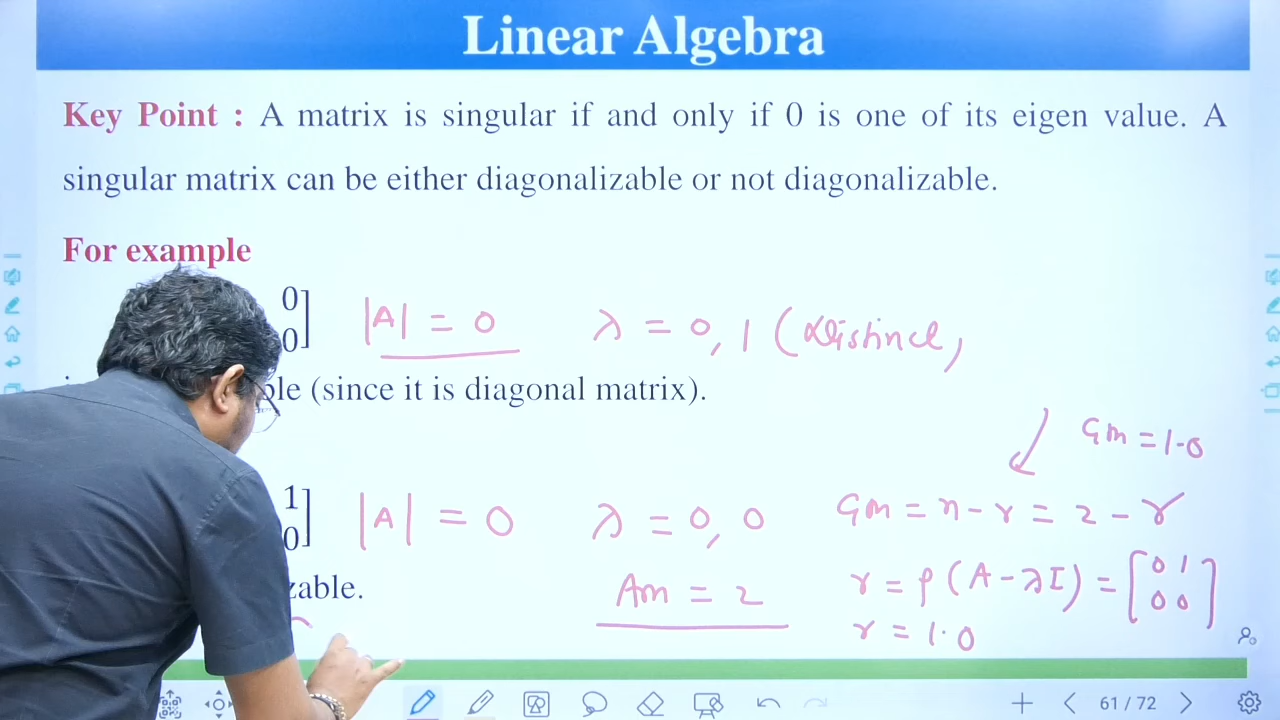 Linear Algebra
Key Point : A matrix is singular if and only if 0 is one of its eigen value. A
singular matrix can be either diagonalizable or not diagonalizable.
For example
0]
0] |A| = 0 λ = 0, 1 (Distinct,
(since it is diagonal matrix).
Gm = 1.0
1]
0] |A| = 0 λ = 0, 0 Gm = n - r = 2 - r
Am = 2 r = ρ(A - λI) = [0 1
0 0]
r = 1.0
61 / 72